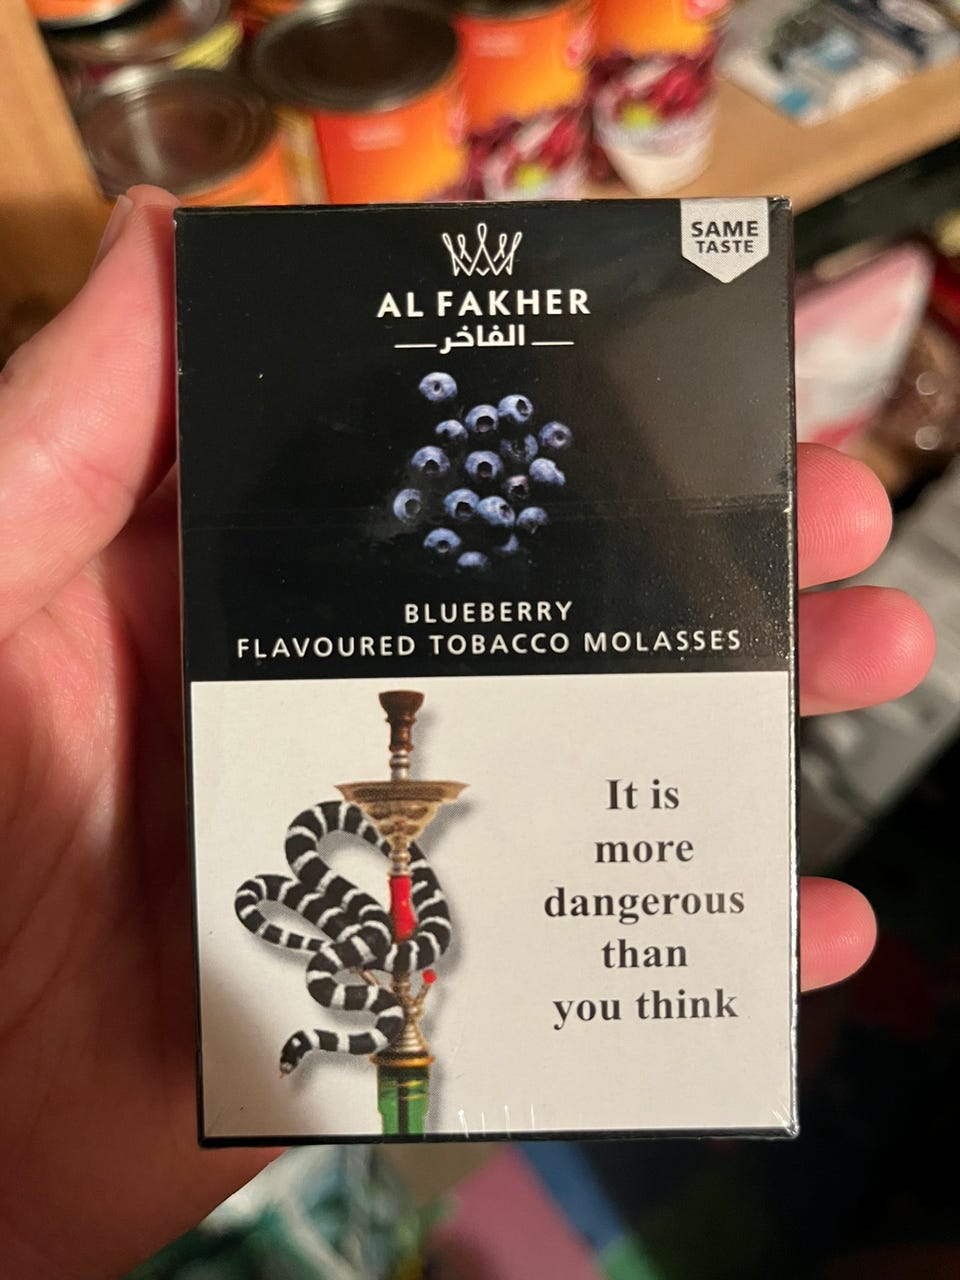 SAME
TASTE
AL FAKHER
الفاخر
BLUEBERRY
FLAVOURED TOBACCO MOLASSES
It is
more
dangerous
than
you think